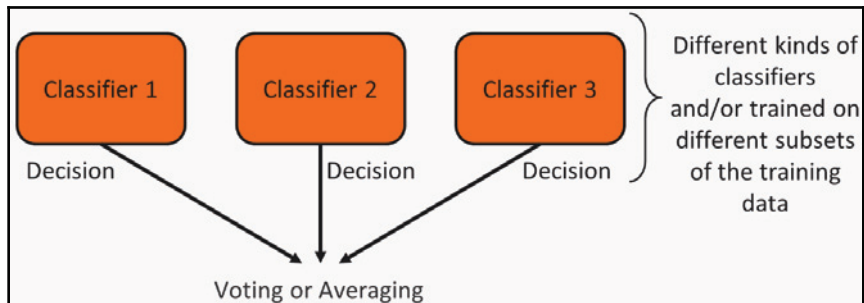 Classifier 1
Classifier 2
Classifier 3
Different kinds of
classifiers
and/or trained on
different subsets
of the training
data
Decision
Decision
Decision
Voting or Averaging